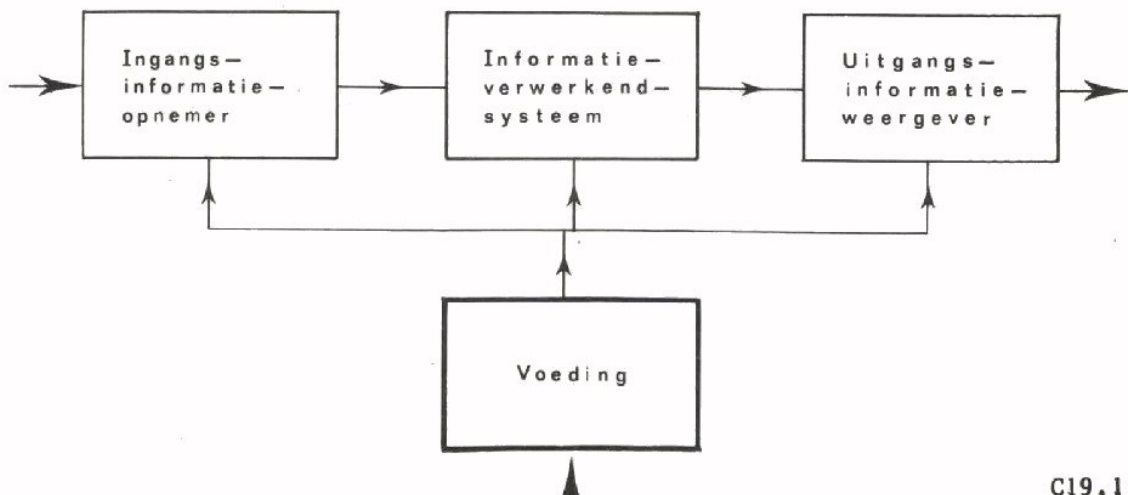 Ingangs—
informatie—
opnemer
Informatie—
verwerkend—
systeem
Uitgangs—
informatie—
weergever
Voeding
C19.1